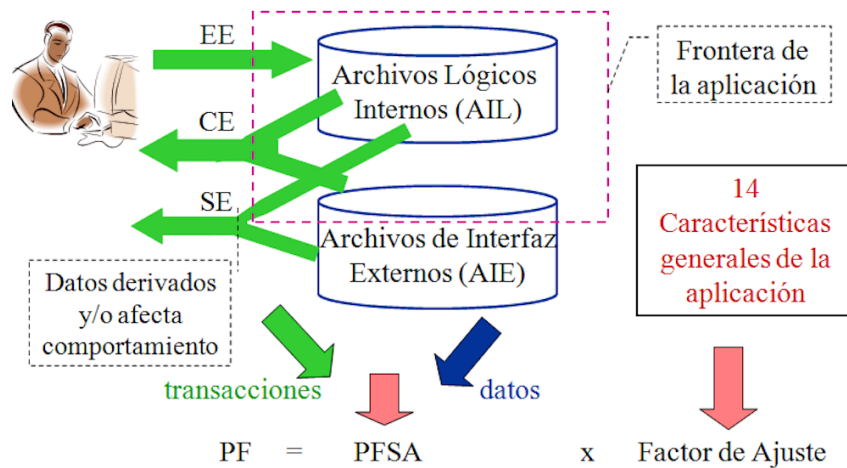 EE
Archivos Lógicos
Internos (AIL)
Frontera de
la aplicación
CE
SE
Archivos de Interfaz
Externos (AIE)
14
Características
generales de la
aplicación
Datos derivados
y/o afecta
comportamiento
transacciones
datos
PF = PFSA x Factor de Ajuste